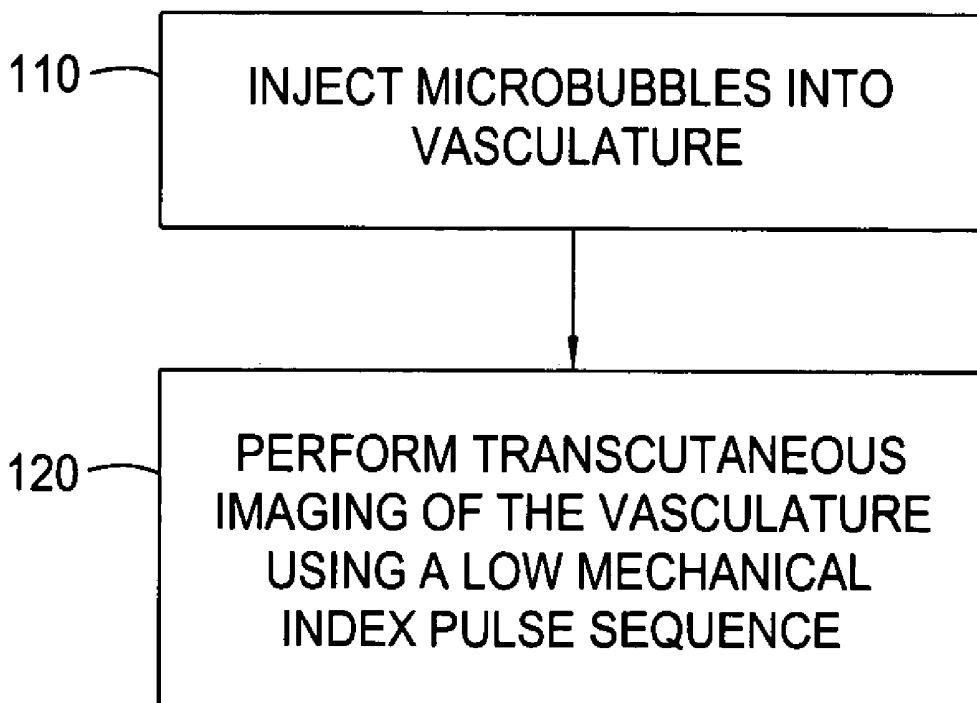 110
INJECT MICROBUBBLES INTO
VASCULATURE
120
PERFORM TRANSCUTANEOUS
IMAGING OF THE VASCULATURE
USING A LOW MECHANICAL
INDEX PULSE SEQUENCE